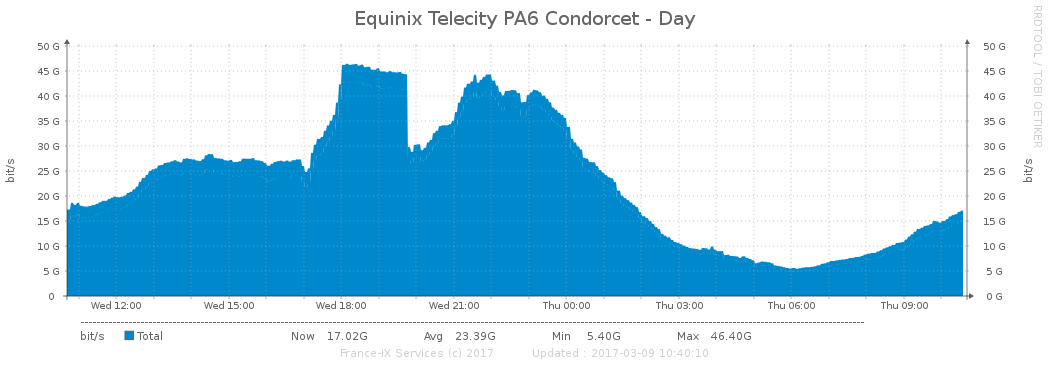 Equinix Telecity PA6 Condorcet - Day
RRDTOOL / TOBI OETIKER
bit/s
50 G 50 G
45 G 45 G
40 G 40 G
35 G 35 G
30 G 30 G
25 G 25 G
20 G 20 G
15 G 15 G
10 G 10 G
5 G 5 G
0 0 G
bit/s
Wed 12:00 Wed 15:00 Wed 18:00 Wed 21:00 Thu 00:00 Thu 03:00 Thu 06:00 Thu 09:00
bit/s Total Now 17.02G Avg 23.39G Min 5.40G Max 46.40G
France-IX Services (c) 2017 Updated : 2017-03-09 10:40:10